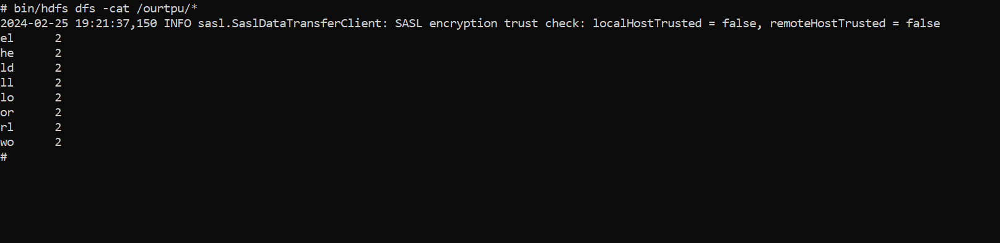 # bin/hdfs dfs -cat /ourtpu/*
2024-02-25 19:21:37,150 INFO sasl.SaslDataTransferClient: SASL encryption trust check: localHostTrusted = false, remoteHostTrusted = false
el      2
he      2
ld      2
ll      2
lo      2
or      2
rl      2
wo      2
#